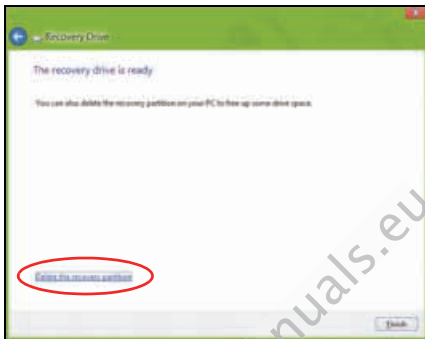 Recovery Drive
The recovery drive is ready
You can also delete the recovery partition on your PC to free up some drive space.
Delete the recovery partition
Finish
nuals.eu